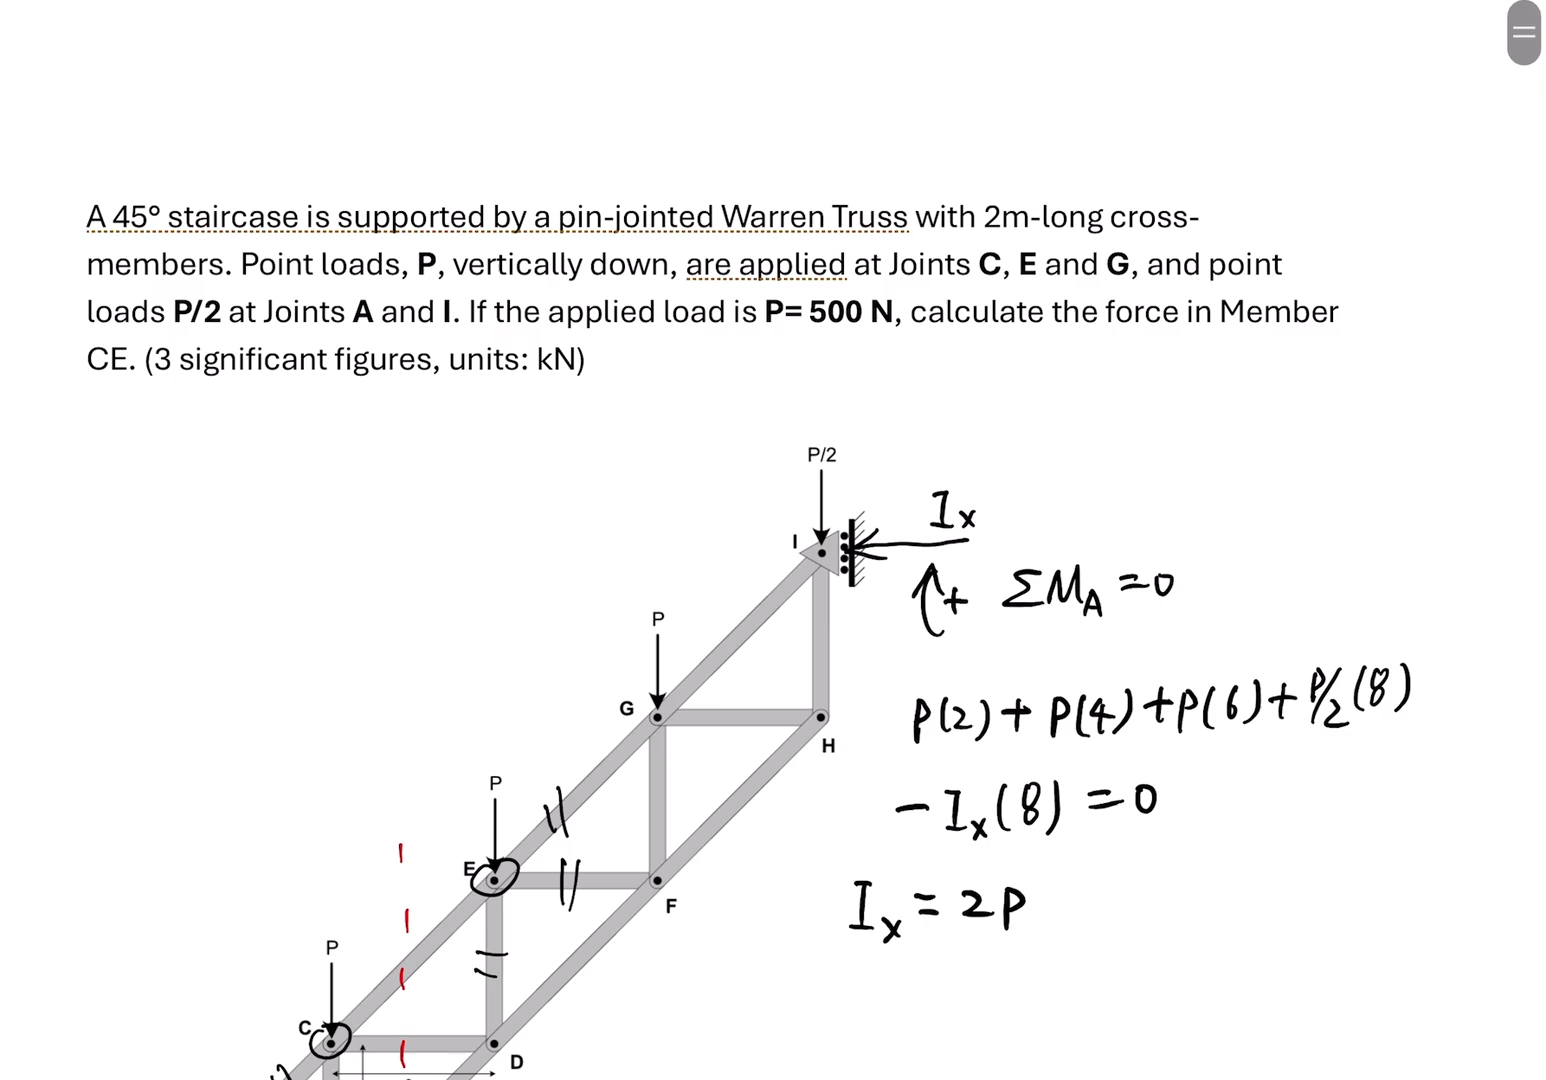 A 45° staircase is supported by a pin-jointed Warren Truss with 2m-long cross-
members. Point loads, P, vertically down, are applied at Joints C, E and G, and point
loads P/2 at Joints A and I. If the applied load is P= 500 N, calculate the force in Member
CE. (3 significant figures, units: kN)
P/2
I
Ix
+ ΣMA =0
P
G
H
P(2)+ P(4)+P(6)+P/2(8)
- Ix(8) =0
P
E
F
Ix = 2P
P
C
D